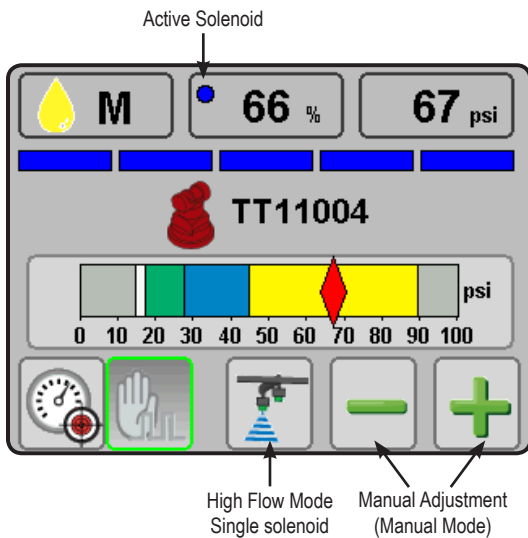 Active Solenoid
M
66 %
67 psi
TT11004
psi
0 10 20 30 40 50 60 70 80 90 100
High Flow Mode
Single solenoid
Manual Adjustment
(Manual Mode)